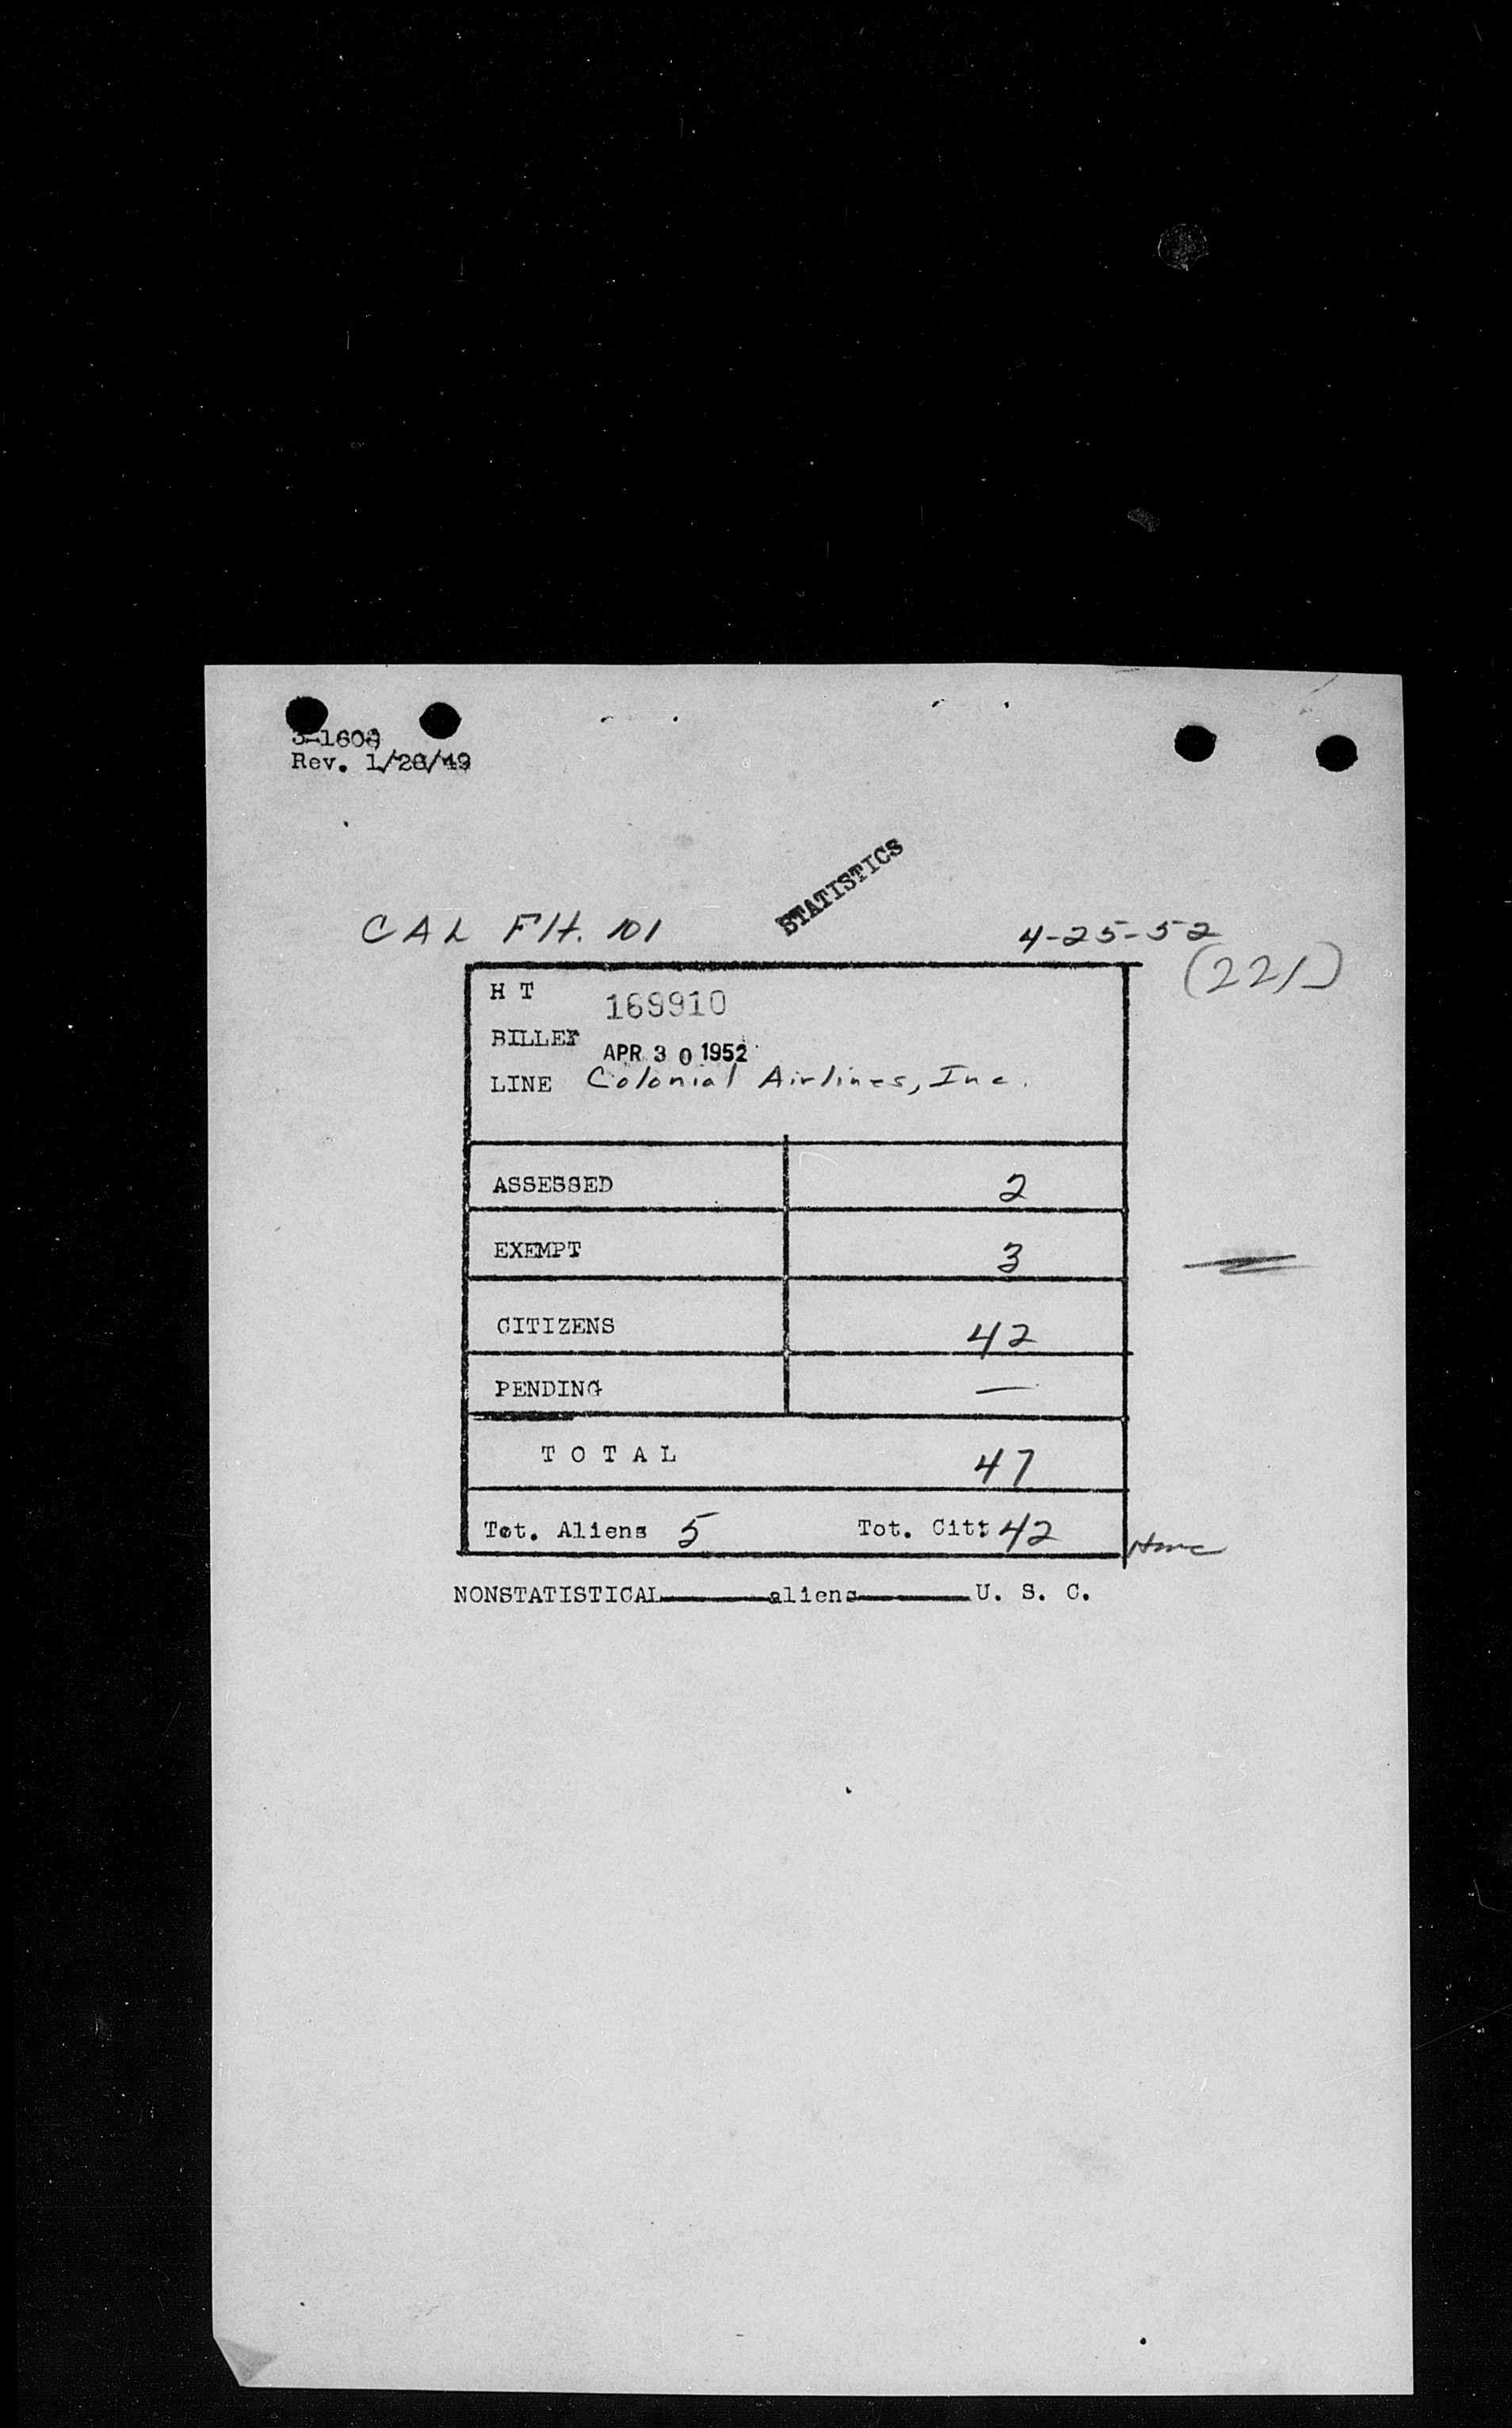 3-1608
Rev. 1/28/49
STATISTICS
CAL Flt. 101
4-25-52
(221)
H T 169910
BILLET APR 30 1952
LINE Colonial Airlines, Inc.
ASSESSED 2
EXEMPT 3
CITIZENS 42
PENDING —
T O T A L 47
Tot. Aliens 5 Tot. Cit: 42
NONSTATISTICAL aliens U. S. C.